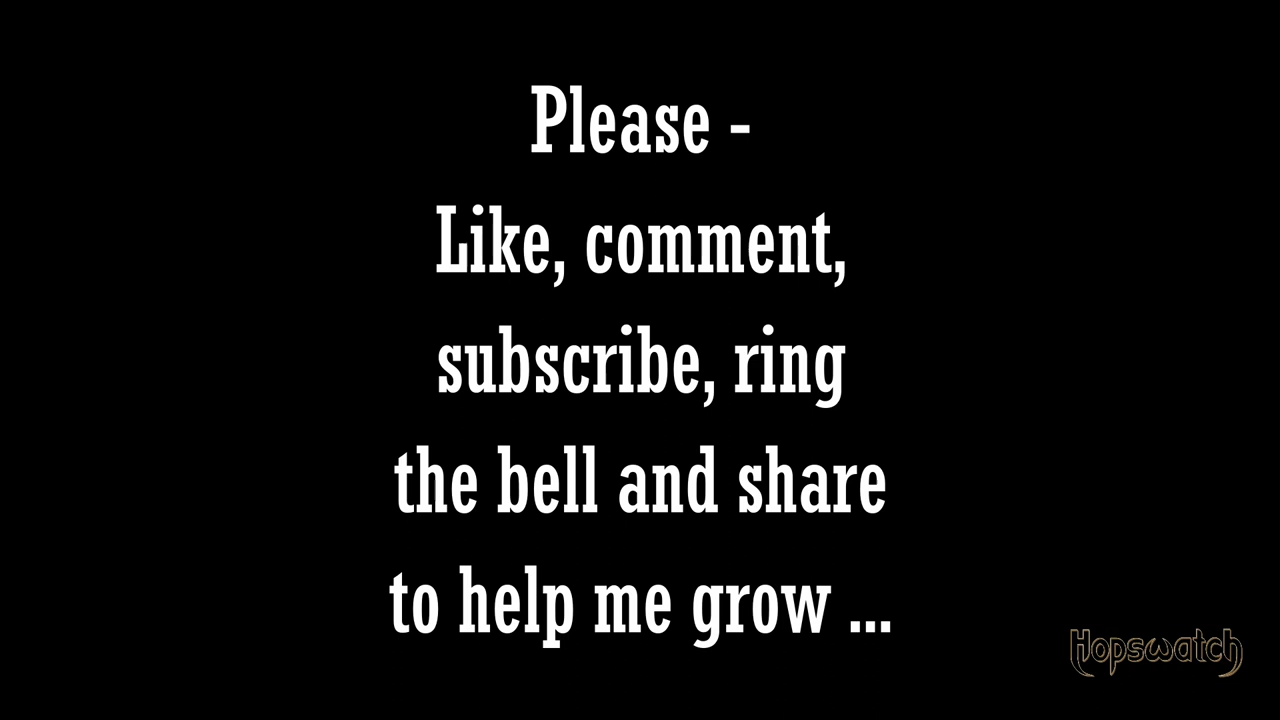 Please -
Like, comment,
subscribe, ring
the bell and share
to help me grow ...
Hopswatch